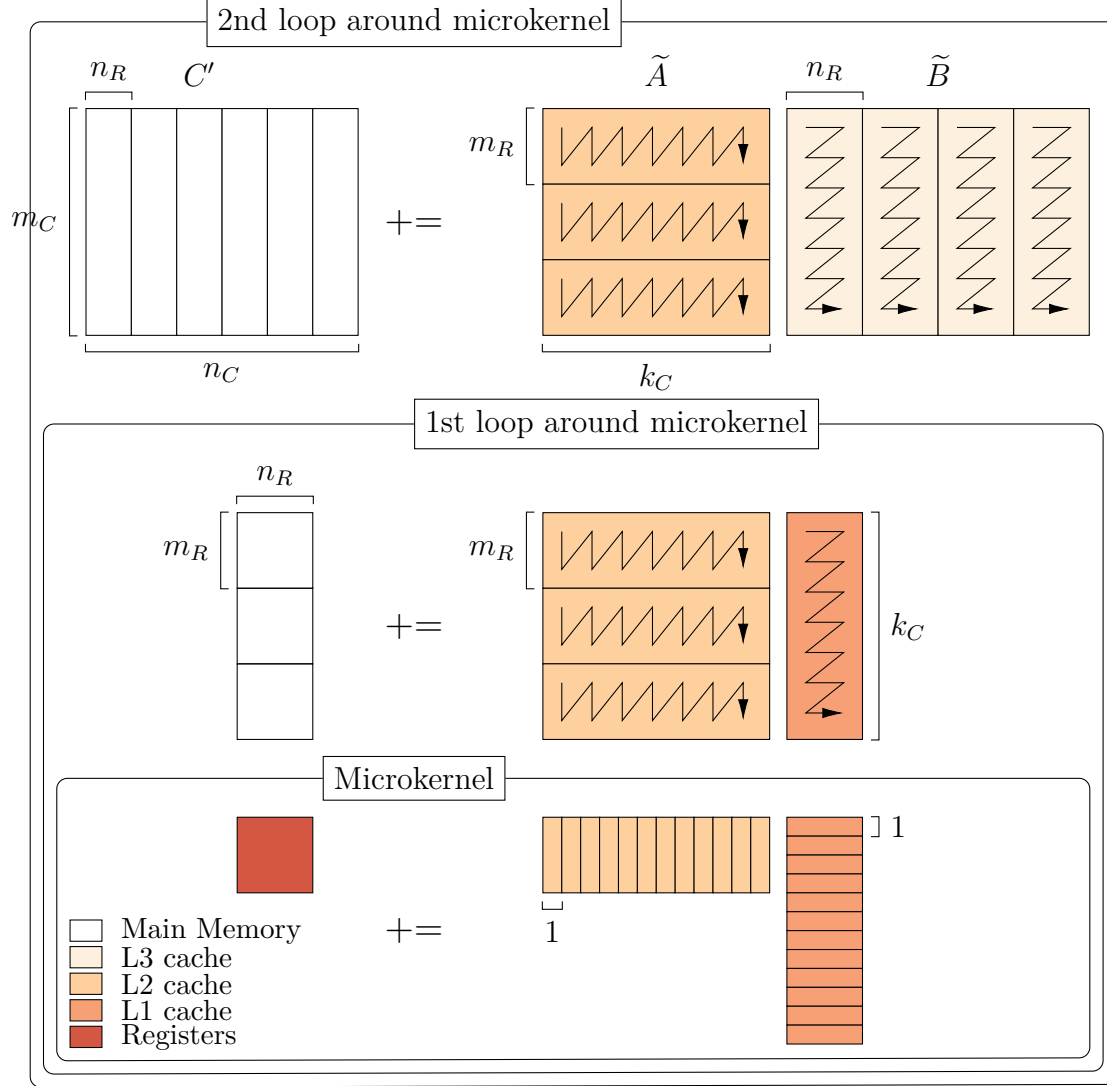 2nd loop around microkernel
n_R C′ Ã n_R B̃
m_R
m_C +=
n_C k_C
1st loop around microkernel
n_R
m_R m_R
+= k_C
Microkernel
1
+= 1
Main Memory
L3 cache
L2 cache
L1 cache
Registers